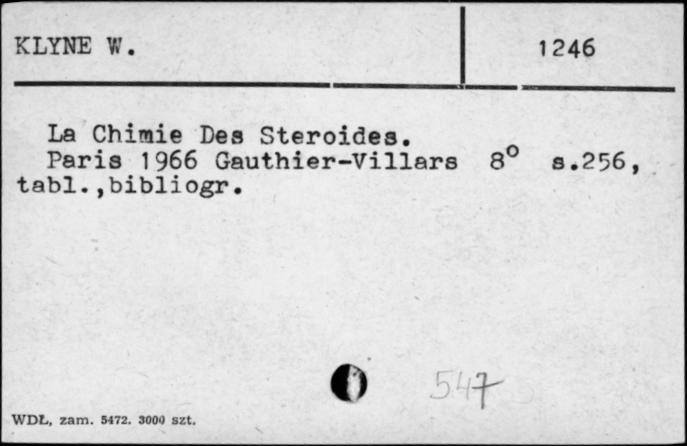 KLYNE W.
1246
La Chimie Des Steroides.
Paris 1966 Gauthier-Villars 8° s.256,
tabl.,bibliogr.
547
WDŁ, zam. 5472. 3000 szt.